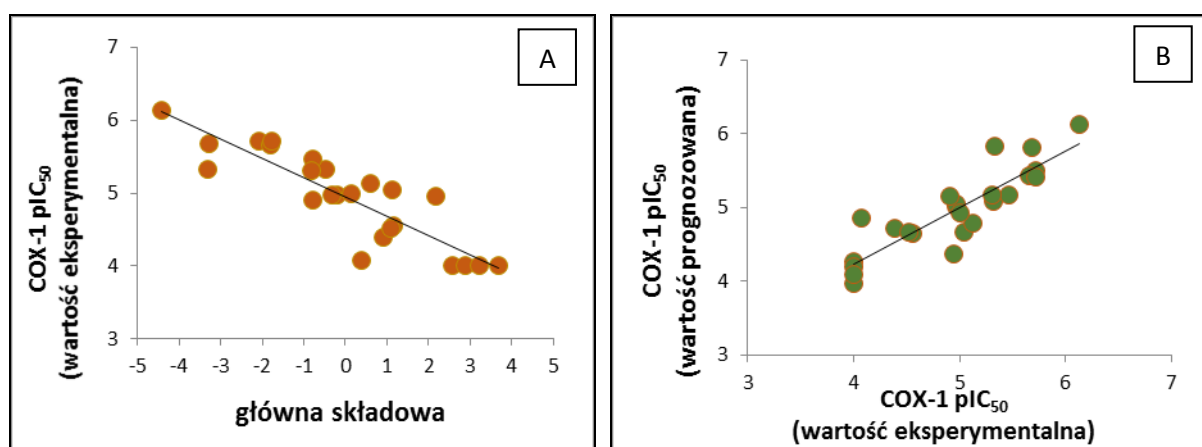 A
COX-1 pIC50
(wartość eksperymentalna)
7
6
5
4
3
-5 -4 -3 -2 -1 0 1 2 3 4 5
główna składowa
B
COX-1 pIC50
(wartość prognozowana)
7
6
5
4
3
3 4 5 6 7
COX-1 pIC50
(wartość eksperymentalna)